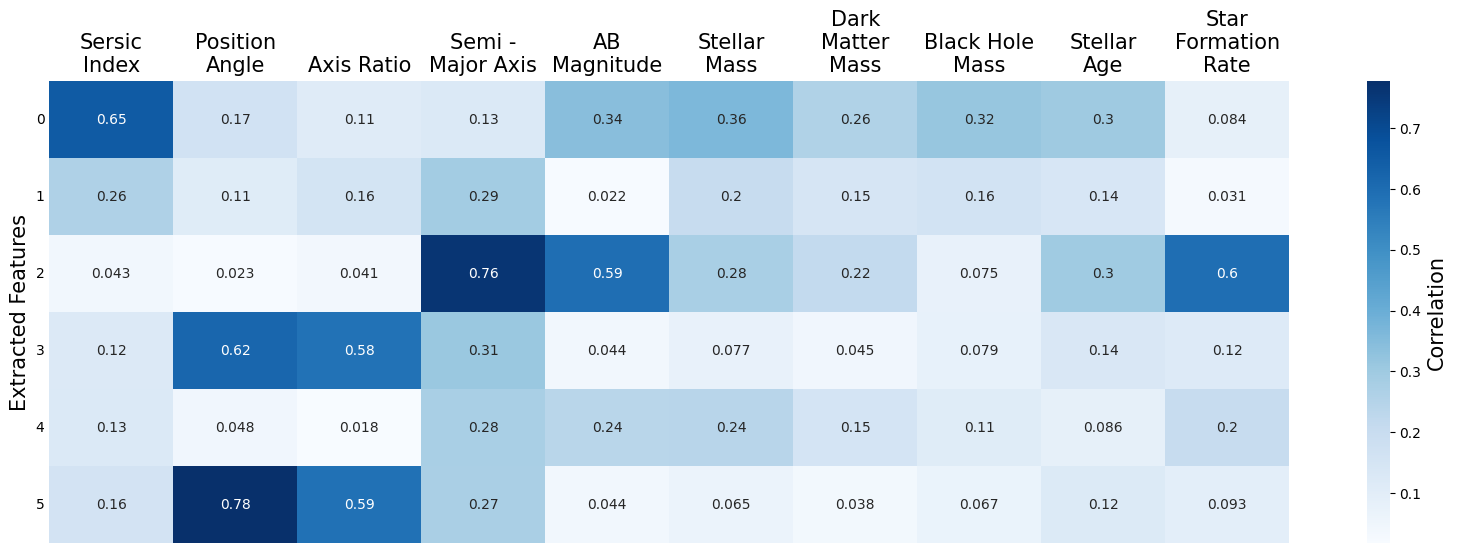 Sersic
Index
Position
Angle
Axis Ratio
Semi -
Major Axis
AB
Magnitude
Stellar
Mass
Dark
Matter
Mass
Black Hole
Mass
Stellar
Age
Star
Formation
Rate
Extracted Features
0 0.65 0.17 0.11 0.13 0.34 0.36 0.26 0.32 0.3 0.084
1 0.26 0.11 0.16 0.29 0.022 0.2 0.15 0.16 0.14 0.031
2 0.043 0.023 0.041 0.76 0.59 0.28 0.22 0.075 0.3 0.6
3 0.12 0.62 0.58 0.31 0.044 0.077 0.045 0.079 0.14 0.12
4 0.13 0.048 0.018 0.28 0.24 0.24 0.15 0.11 0.086 0.2
5 0.16 0.78 0.59 0.27 0.044 0.065 0.038 0.067 0.12 0.093
0.7
0.6
0.5
0.4
0.3
0.2
0.1
Correlation